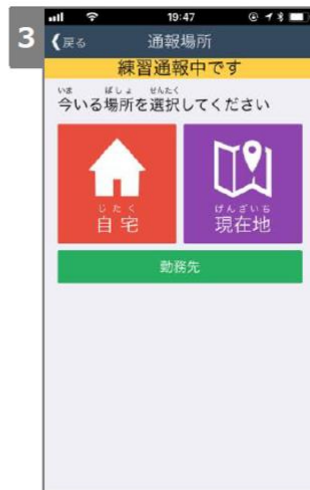 3
19:47
戻る 通報場所
練習通報中です
いま ばしょ せんたく
今いる場所を選択してください
じたく
自宅
げんざいち
現在地
勤務先